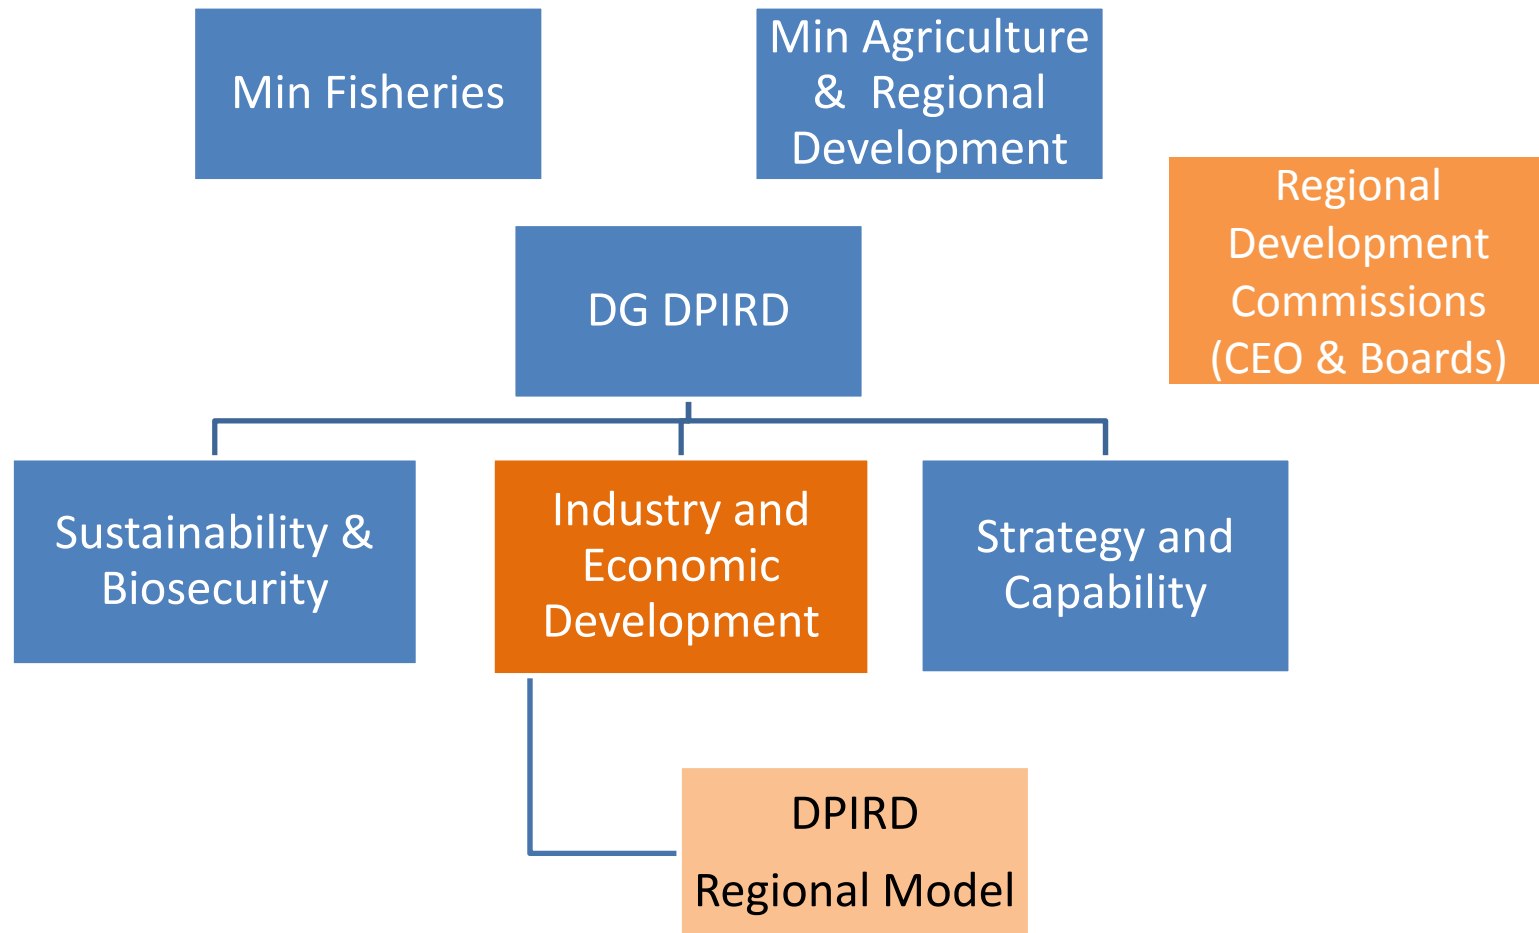 Min Fisheries
Min Agriculture
& Regional
Development
Regional
Development
Commissions
(CEO & Boards)
DG DPIRD
Sustainability &
Biosecurity
Industry and
Economic
Development
Strategy and
Capability
DPIRD
Regional Model